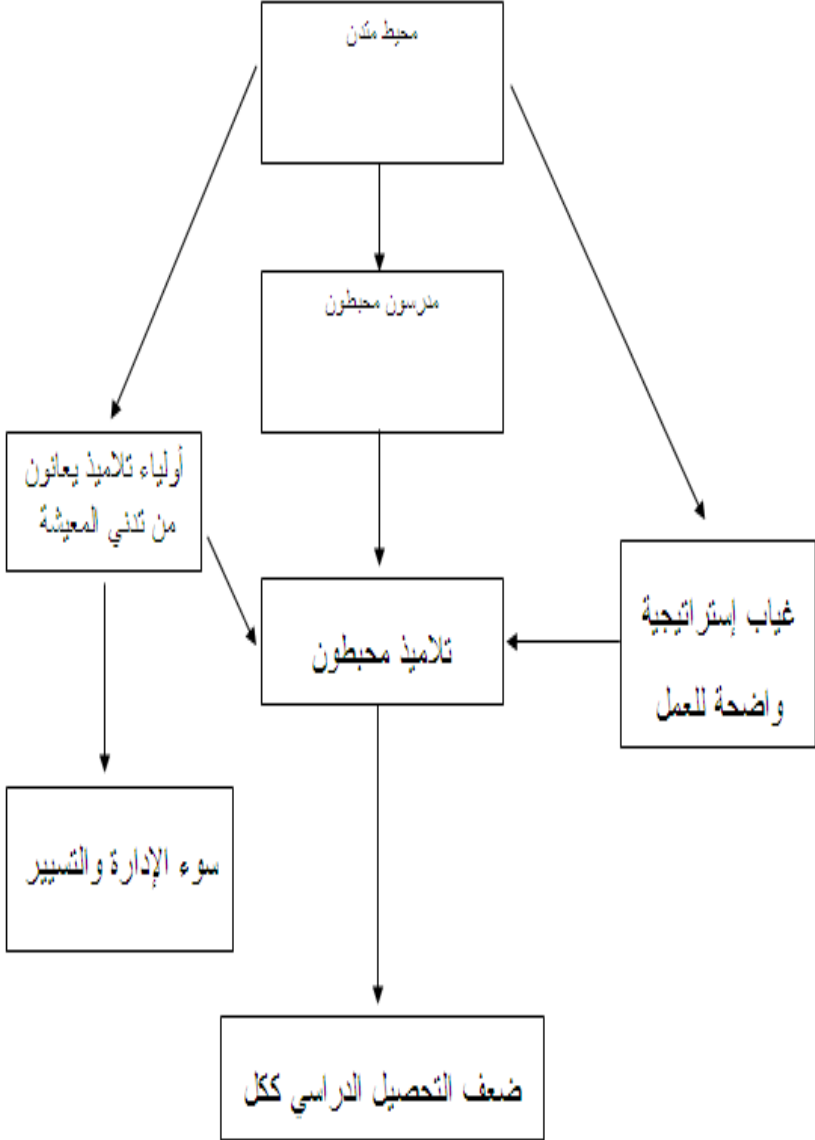 محيط متدن
مدرسون محبطون
أولياء تلاميذ يعانون
من تدني المعيشة
غياب إستراتيجية
واضحة للعمل
تلاميذ محبطون
سوء الإدارة والتسيير
ضعف التحصيل الدراسي ككل